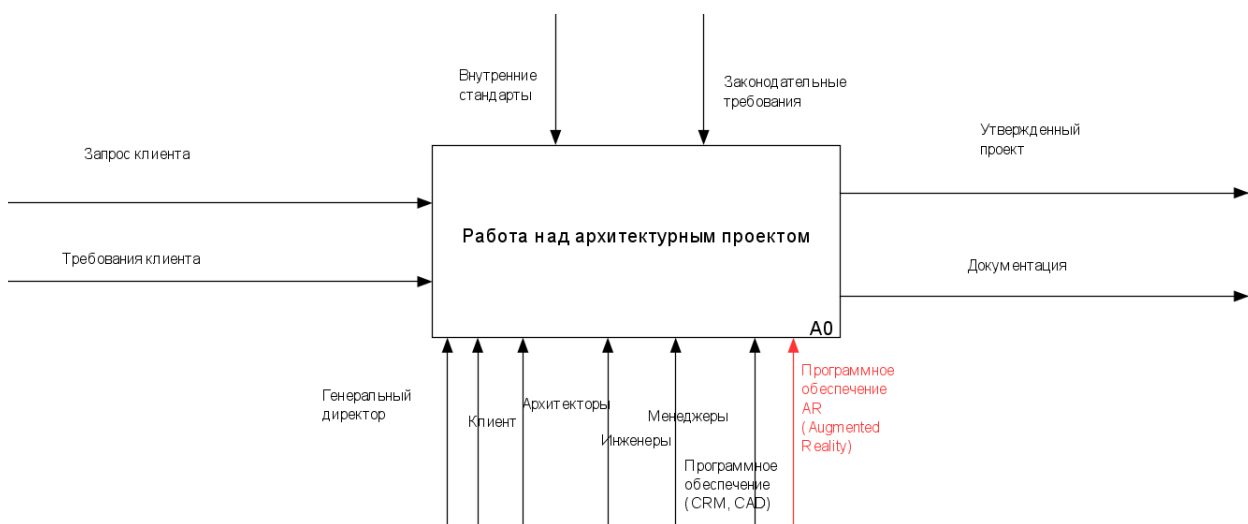 Внутренние
стандарты
Законодательные
требования
Утвержденный
проект
Запрос клиента
Работа над архитектурным проектом
Требования клиента
Документация
A0
Генеральный
директор
Клиент
Архитекторы
Инженеры
Менеджеры
Программное
обеспечение
(CRM, CAD)
Программное
обеспечение
AR
(Augmented
Reality)